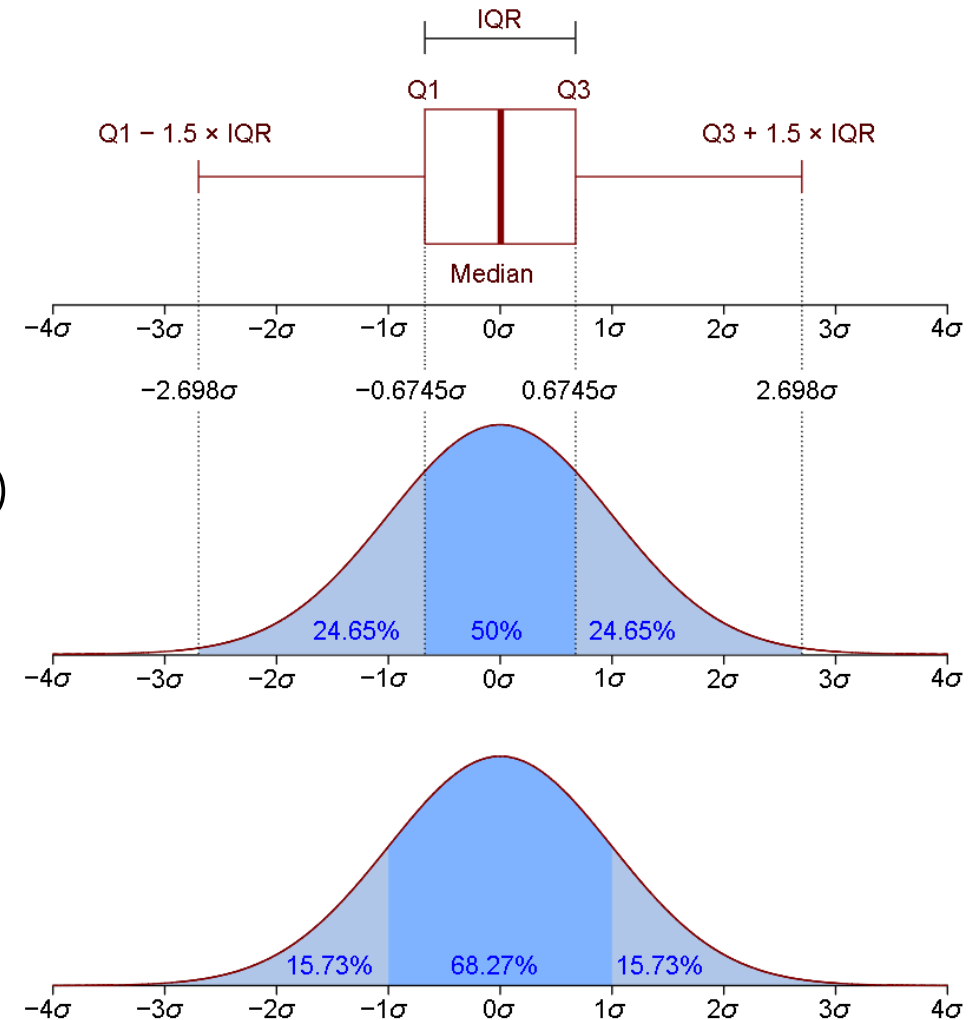 IQR
Q1 Q3
Q1 − 1.5 × IQR Q3 + 1.5 × IQR
Median
−4σ −3σ −2σ −1σ 0σ 1σ 2σ 3σ 4σ
−2.698σ −0.6745σ 0.6745σ 2.698σ
)
24.65% 50% 24.65%
−4σ −3σ −2σ −1σ 0σ 1σ 2σ 3σ 4σ
15.73% 68.27% 15.73%
−4σ −3σ −2σ −1σ 0σ 1σ 2σ 3σ 4σ